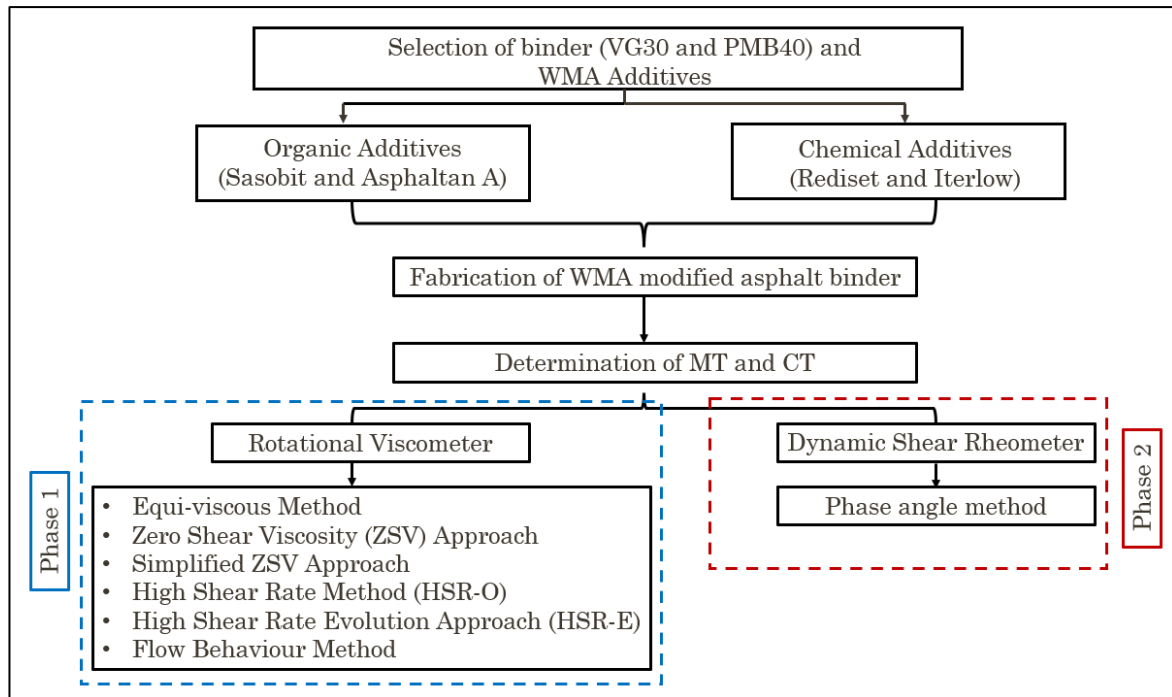 Selection of binder (VG30 and PMB40) and
WMA Additives
Organic Additives
(Sasobit and Asphaltan A)
Chemical Additives
(Rediset and Iterlow)
Fabrication of WMA modified asphalt binder
Determination of MT and CT
Phase 1
Rotational Viscometer
• Equi-viscous Method
• Zero Shear Viscosity (ZSV) Approach
• Simplified ZSV Approach
• High Shear Rate Method (HSR-O)
• High Shear Rate Evolution Approach (HSR-E)
• Flow Behaviour Method
Dynamic Shear Rheometer
Phase angle method
Phase 2